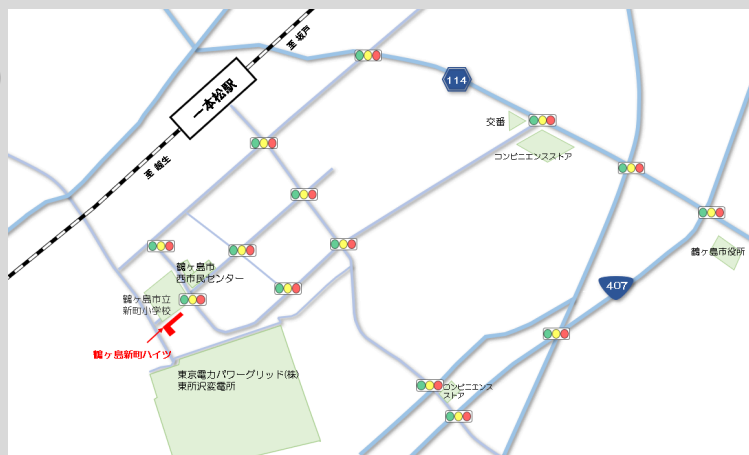 至 坂戸
一本松駅
114
交番
コンビニエンスストア
至 越生
鶴ヶ島市役所
鶴ヶ島市
西市民センター
407
鶴ヶ島市立
新町小学校
鶴ヶ島新町ハイツ
東京電力パワーグリッド(株)
東所沢変電所
コンビニエンス
ストア